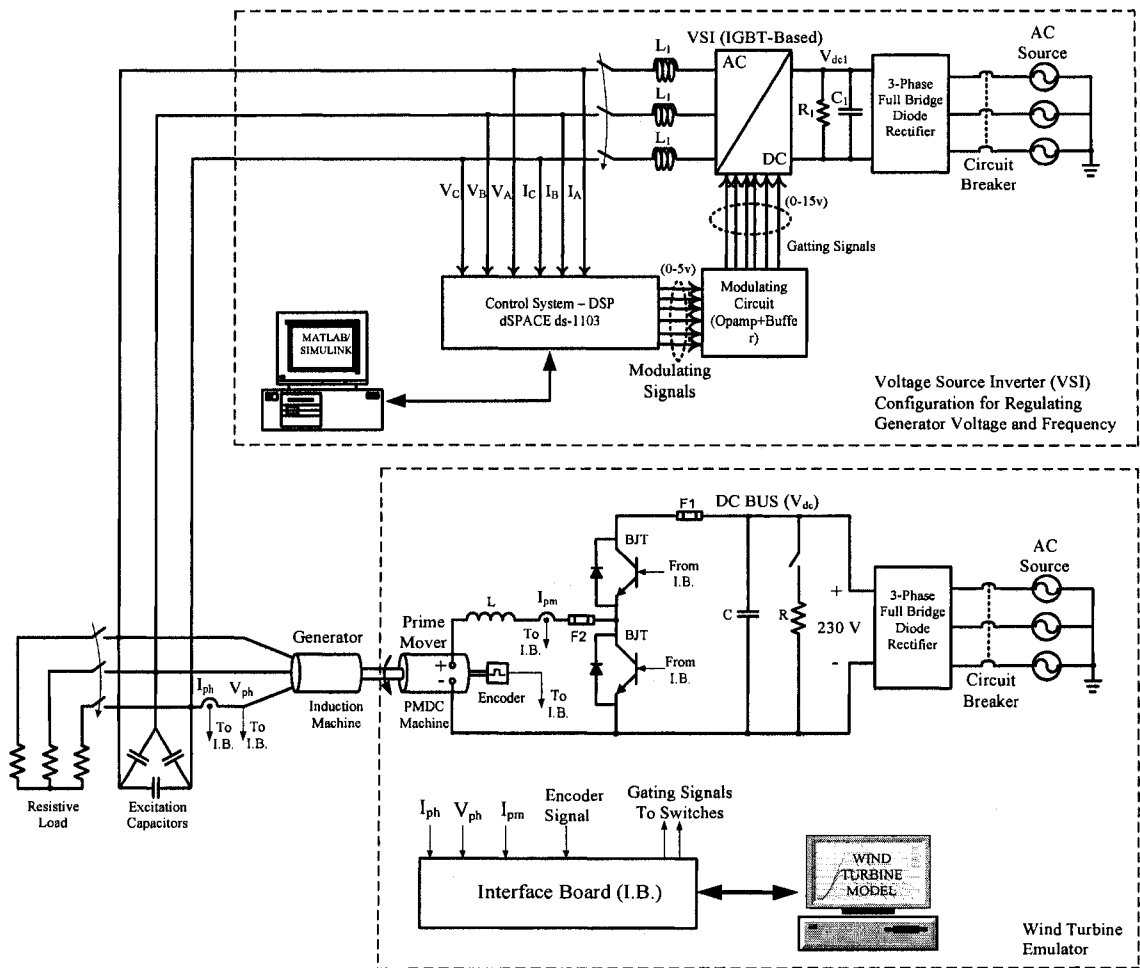 VSI (IGBT-Based)
AC
Source
L1
AC
Vdc1
3-Phase
Full Bridge
Diode
Rectifier
L1
R1
C1
L1
DC
Circuit
Breaker
VC
VB
VA
IC
IB
IA
(0-15v)
Gatting Signals
(0-5v)
Control System – DSP
dSPACE ds-1103
Modulating
Circuit
(Opamp+Buffe
r)
MATLAB/
SIMULINK
Modulating
Signals
Voltage Source Inverter (VSI)
Configuration for Regulating
Generator Voltage and Frequency
F1
DC BUS (Vdc)
BJT
From
I.B.
AC
Source
3-Phase
Full Bridge
Diode
Rectifier
L
Ipm
To
I.B.
F2
BJT
C
R
+
230 V
-
Generator
Prime
Mover
+
-
From
I.B.
Circuit
Breaker
Encoder
To
I.B.
Induction
Machine
PMDC
Machine
Iph
Vph
To
I.B.
To
I.B.
Resistive
Load
Excitation
Capacitors
Iph
Vph
Ipm
Encoder
Signal
Gating Signals
To Switches
Interface Board (I.B.)
WIND
TURBINE
MODEL
Wind Turbine
Emulator